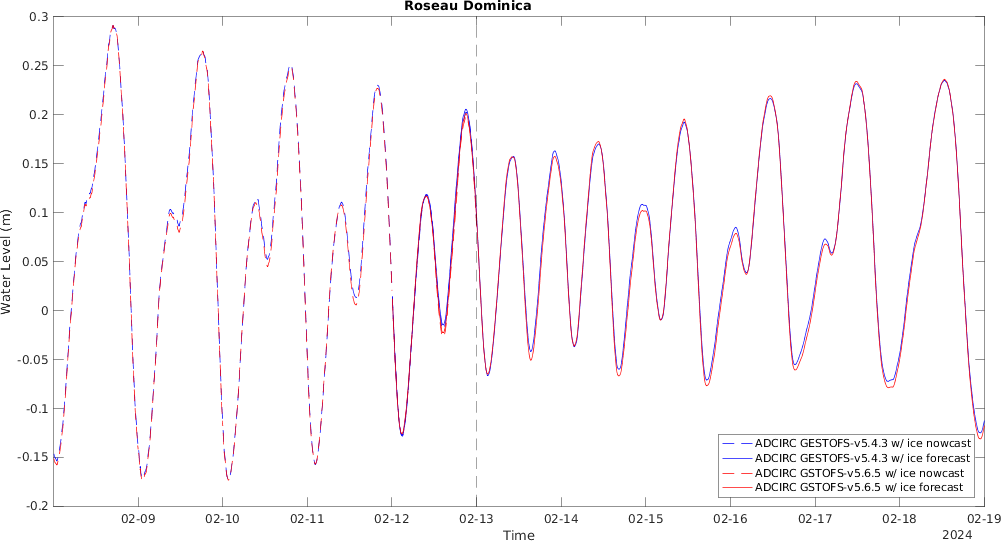 Roseau Dominica
0.3
0.25
0.2
0.15
0.1
0.05
0
-0.05
-0.1
-0.15
-0.2
Water Level (m)
ADCIRC GESTOFS-v5.4.3 w/ ice nowcast
ADCIRC GESTOFS-v5.4.3 w/ ice forecast
ADCIRC GSTOFS-v5.6.5 w/ ice nowcast
ADCIRC GSTOFS-v5.6.5 w/ ice forecast
02-09 02-10 02-11 02-12 02-13 02-14 02-15 02-16 02-17 02-18 02-19
Time
2024